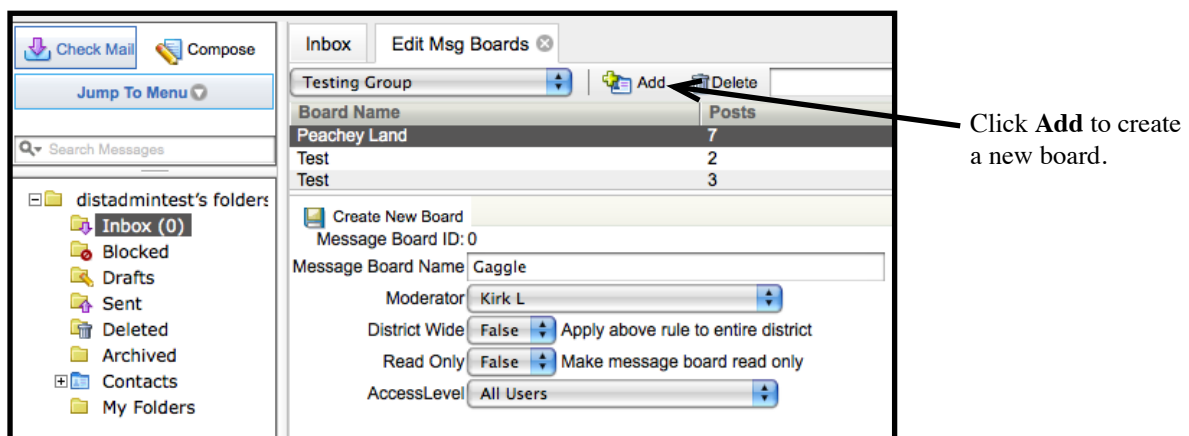 Check Mail Compose
Jump To Menu
Search Messages
distadmintest's folders
Inbox (0)
Blocked
Drafts
Sent
Deleted
Archived
Contacts
My Folders
Inbox Edit Msg Boards
Testing Group Add Delete
Board Name Posts
Peachey Land 7
Test 2
Test 3
Create New Board
Message Board ID: 0
Message Board Name Gaggle
Moderator Kirk L
District Wide False Apply above rule to entire district
Read Only False Make message board read only
AccessLevel All Users
Click Add to create
a new board.